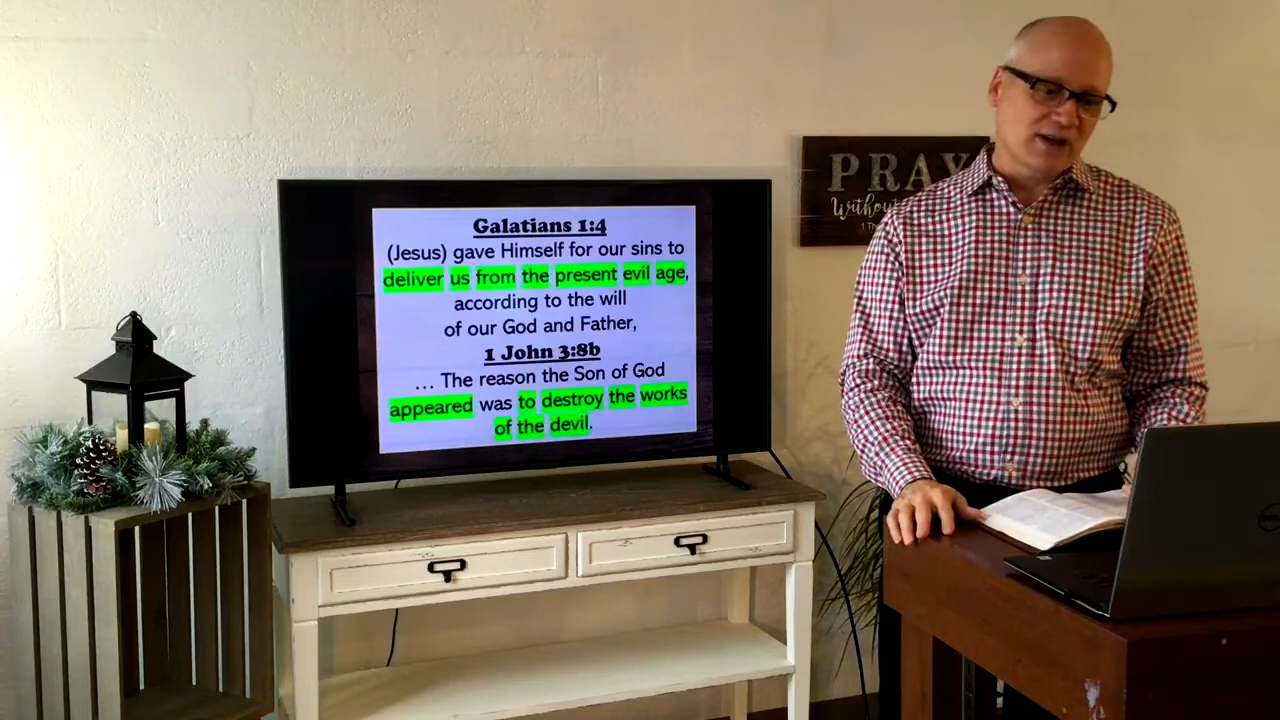 Galatians 1:4
(Jesus) gave Himself for our sins to
deliver us from the present evil age,
according to the will
of our God and Father,
1 John 3:8b
... The reason the Son of God
appeared was to destroy the works
of the devil.
PRAY
Without